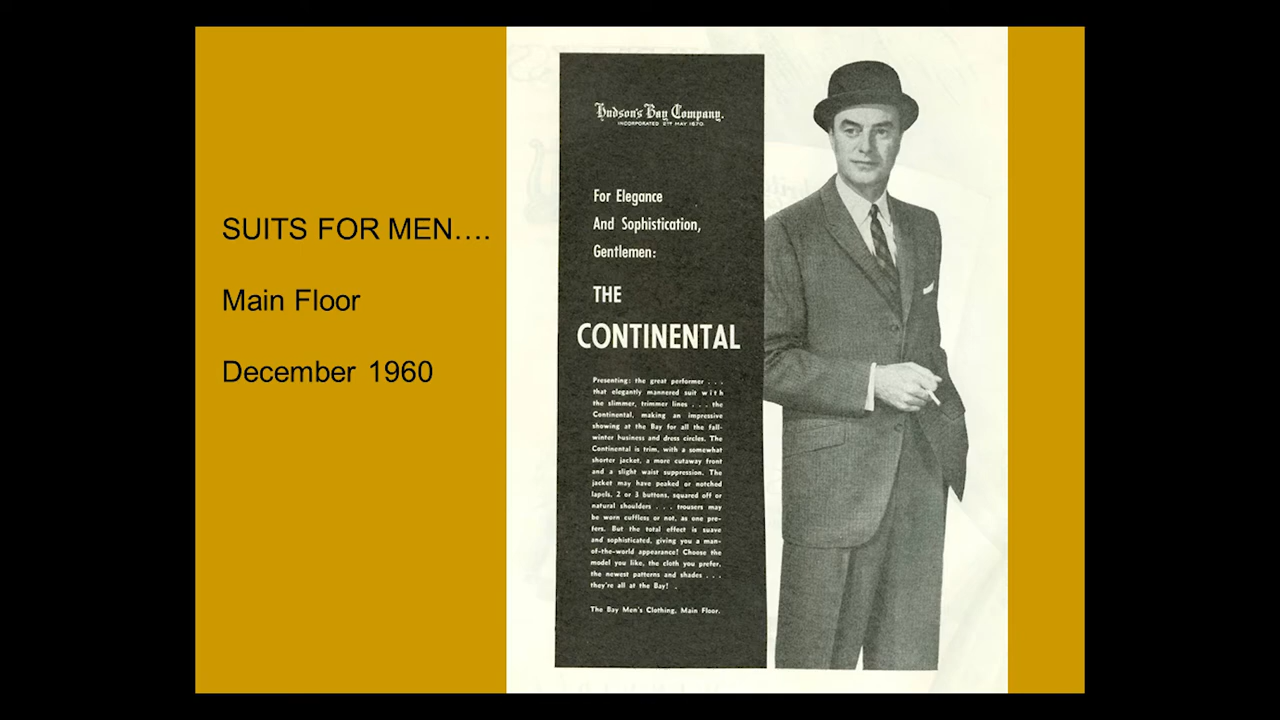 SUITS FOR MEN….
Main Floor
December 1960
Hudson's Bay Company.
INCORPORATED 2ND MAY 1670.
For Elegance
And Sophistication,
Gentlemen:
THE
CONTINENTAL
Presenting: the great performer . . .
that elegantly mannered suit with
the slimmer, trimmer lines . . . the
Continental, making an impressive
showing at the Bay for all the fall-
winter business and dress circles. The
Continental is trim, with a somewhat
shorter jacket, a more cutaway front
and a slight waist suppression. The
jacket may have peaked or notched
lapels, 2 or 3 buttons, squared off or
natural shoulders . . . trousers may
be worn cuffless or not, as one pre-
fers. But the total effect is suave
and sophisticated, giving you a man-
of-the-world appearance! Choose the
model you like, the cloth you prefer,
the newest patterns and shades . . .
they're all at the Bay! .
The Bay Men's Clothing, Main Floor.